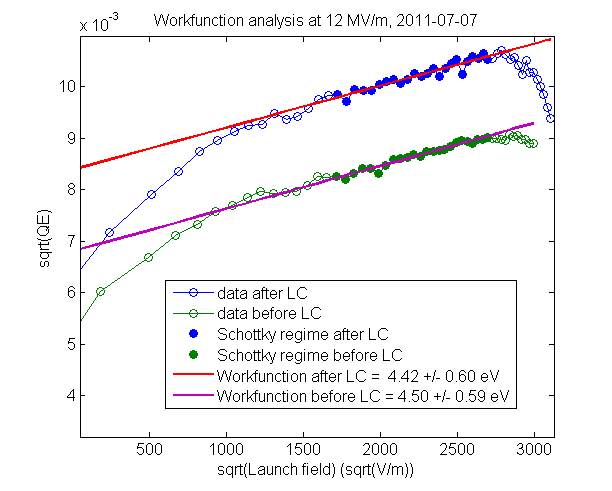 Workfunction analysis at 12 MV/m, 2011-07-07
x 10⁻³
10
9
8
7
6
5
4
sqrt(QE)
data after LC
data before LC
Schottky regime after LC
Schottky regime before LC
Workfunction after LC = 4.42 +/- 0.60 eV
Workfunction before LC = 4.50 +/- 0.59 eV
500 1000 1500 2000 2500 3000
sqrt(Launch field) (sqrt(V/m))